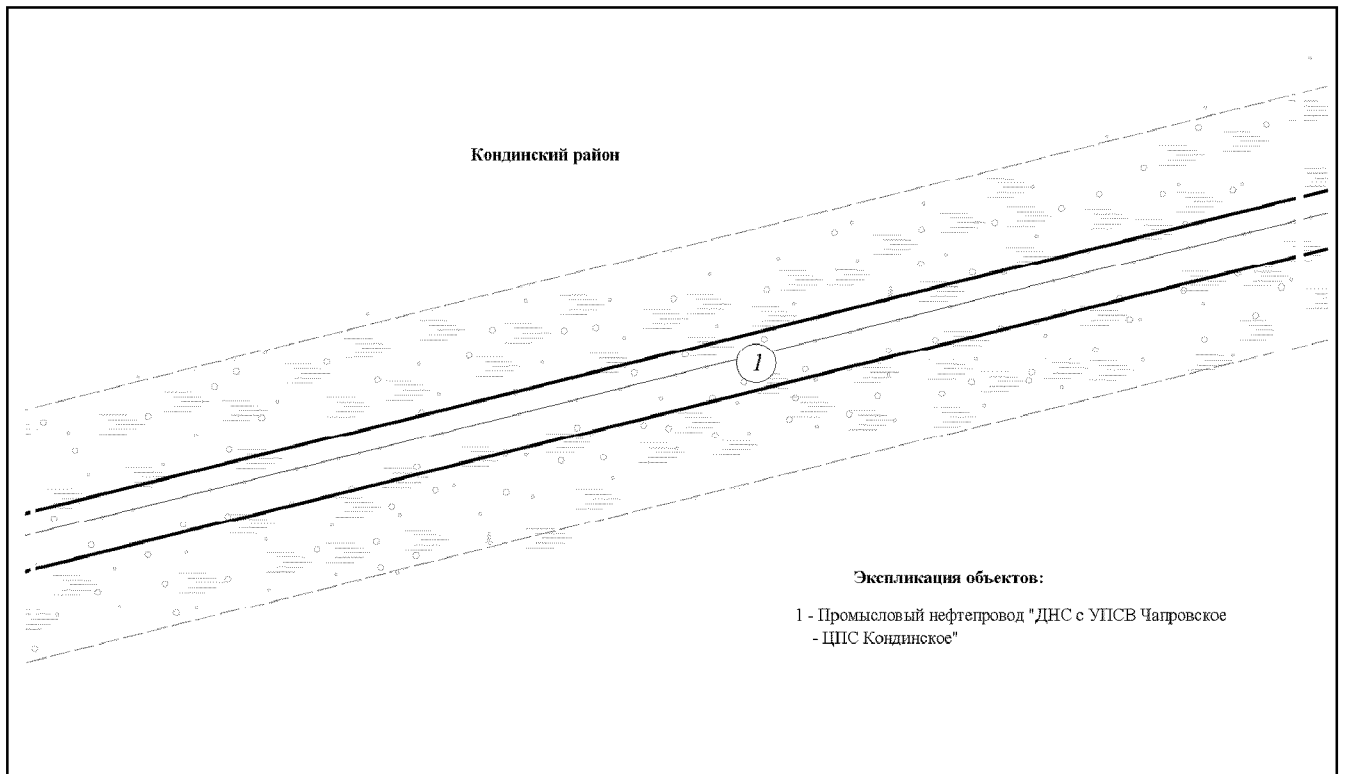 Кондинский район
1
Экспликация объектов:
1 - Промысловый нефтепровод "ДНС с УПСВ Чапровское
- ЦПС Кондинское"